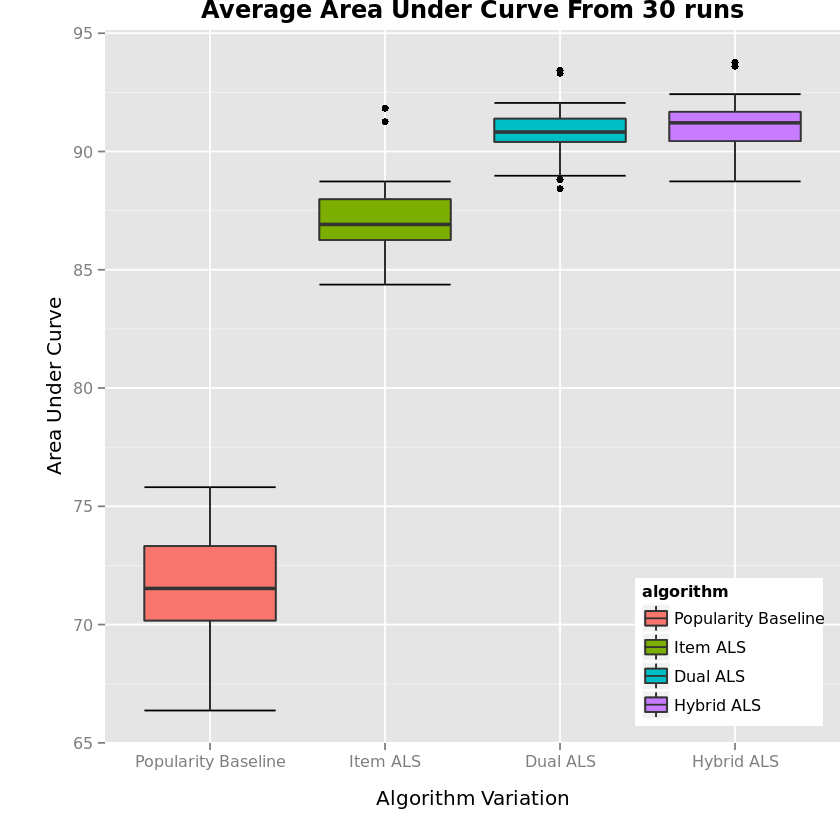 Average Area Under Curve From 30 runs
95
90
85
80
75
70
65
Area Under Curve
algorithm
Popularity Baseline
Item ALS
Dual ALS
Hybrid ALS
Popularity Baseline
Item ALS
Dual ALS
Hybrid ALS
Algorithm Variation